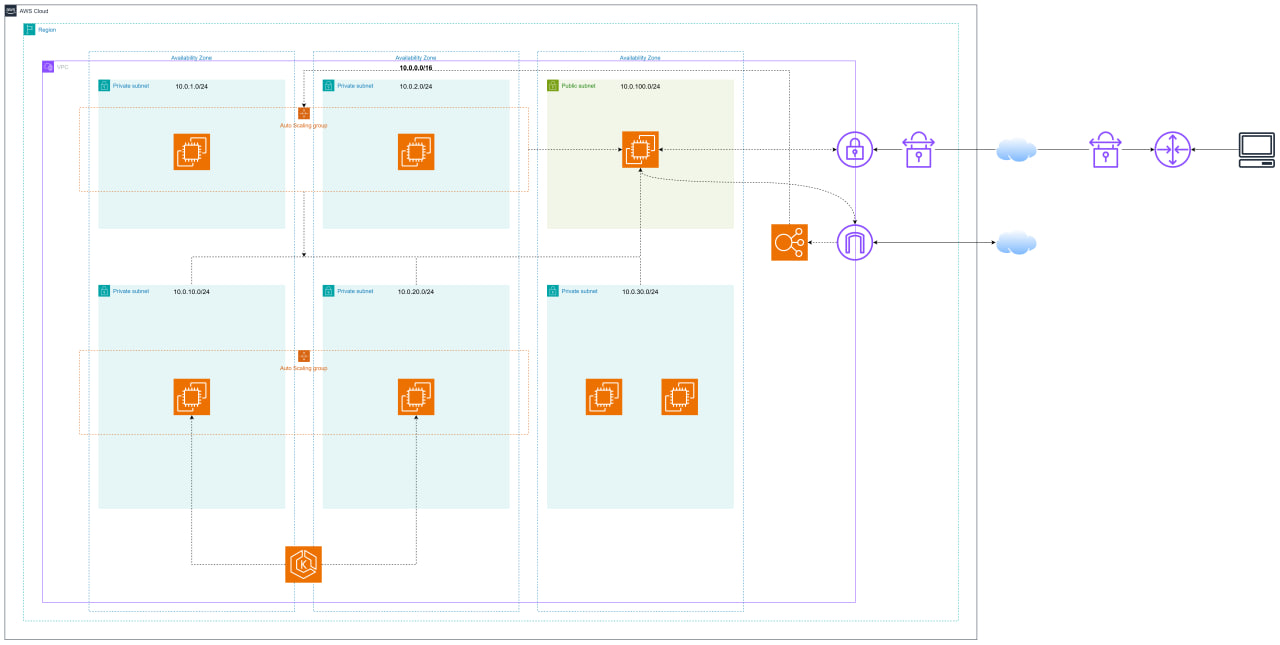 aws AWS Cloud
Region
Availability Zone
Availability Zone
Availability Zone
VPC
10.0.0.0/16
Private subnet 10.0.1.0/24
Private subnet 10.0.2.0/24
Public subnet 10.0.100.0/24
Auto Scaling group
Private subnet 10.0.10.0/24
Private subnet 10.0.20.0/24
Private subnet 10.0.30.0/24
Auto Scaling group
K